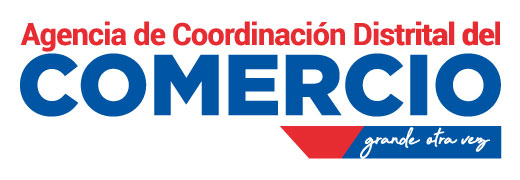 Agencia de Coordinación Distrital del
COMERCIO
grande otra vez